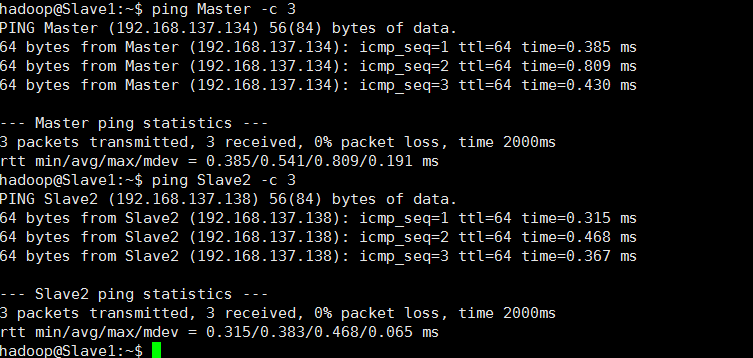 hadoop@Slave1:~$ ping Master -c 3
PING Master (192.168.137.134) 56(84) bytes of data.
64 bytes from Master (192.168.137.134): icmp_seq=1 ttl=64 time=0.385 ms
64 bytes from Master (192.168.137.134): icmp_seq=2 ttl=64 time=0.809 ms
64 bytes from Master (192.168.137.134): icmp_seq=3 ttl=64 time=0.430 ms

--- Master ping statistics ---
3 packets transmitted, 3 received, 0% packet loss, time 2000ms
rtt min/avg/max/mdev = 0.385/0.541/0.809/0.191 ms
hadoop@Slave1:~$ ping Slave2 -c 3
PING Slave2 (192.168.137.138) 56(84) bytes of data.
64 bytes from Slave2 (192.168.137.138): icmp_seq=1 ttl=64 time=0.315 ms
64 bytes from Slave2 (192.168.137.138): icmp_seq=2 ttl=64 time=0.468 ms
64 bytes from Slave2 (192.168.137.138): icmp_seq=3 ttl=64 time=0.367 ms

--- Slave2 ping statistics ---
3 packets transmitted, 3 received, 0% packet loss, time 2000ms
rtt min/avg/max/mdev = 0.315/0.383/0.468/0.065 ms
hadoop@Slave1:~$